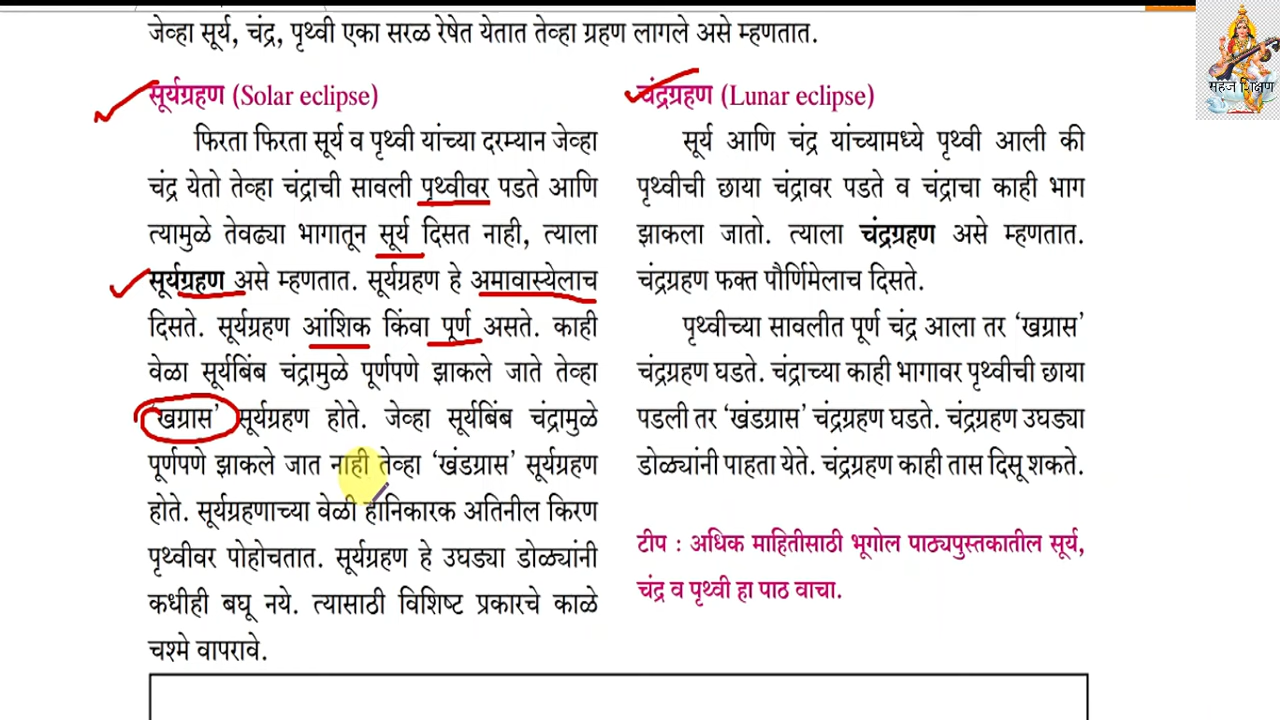 जेव्हा सूर्य, चंद्र, पृथ्वी एका सरळ रेषेत येतात तेव्हा ग्रहण लागले असे म्हणतात.
सूर्यग्रहण (Solar eclipse)
फिरता फिरता सूर्य व पृथ्वी यांच्या दरम्यान जेव्हा
चंद्र येतो तेव्हा चंद्राची सावली पृथ्वीवर पडते आणि
त्यामुळे तेवढ्या भागातून सूर्य दिसत नाही, त्याला
सूर्यग्रहण असे म्हणतात. सूर्यग्रहण हे अमावास्येलाच
दिसते. सूर्यग्रहण आंशिक किंवा पूर्ण असते. काही
वेळा सूर्यबिंब चंद्रामुळे पूर्णपणे झाकले जाते तेव्हा
‘खग्रास’ सूर्यग्रहण होते. जेव्हा सूर्यबिंब चंद्रामुळे
पूर्णपणे झाकले जात नाही तेव्हा ‘खंडग्रास’ सूर्यग्रहण
होते. सूर्यग्रहणाच्या वेळी हानिकारक अतिनील किरण
पृथ्वीवर पोहोचतात. सूर्यग्रहण हे उघड्या डोळ्यांनी
कधीही बघू नये. त्यासाठी विशिष्ट प्रकारचे काळे
चश्मे वापरावे.
चंद्रग्रहण (Lunar eclipse)
सूर्य आणि चंद्र यांच्यामध्ये पृथ्वी आली की
पृथ्वीची छाया चंद्रावर पडते व चंद्राचा काही भाग
झाकला जातो. त्याला चंद्रग्रहण असे म्हणतात.
चंद्रग्रहण फक्त पौर्णिमेलाच दिसते.
पृथ्वीच्या सावलीत पूर्ण चंद्र आला तर ‘खग्रास’
चंद्रग्रहण घडते. चंद्राच्या काही भागावर पृथ्वीची छाया
पडली तर ‘खंडग्रास’ चंद्रग्रहण घडते. चंद्रग्रहण उघड्या
डोळ्यांनी पाहता येते. चंद्रग्रहण काही तास दिसू शकते.
टीप : अधिक माहितीसाठी भूगोल पाठ्यपुस्तकातील सूर्य,
चंद्र व पृथ्वी हा पाठ वाचा.
सहज शिक्षण